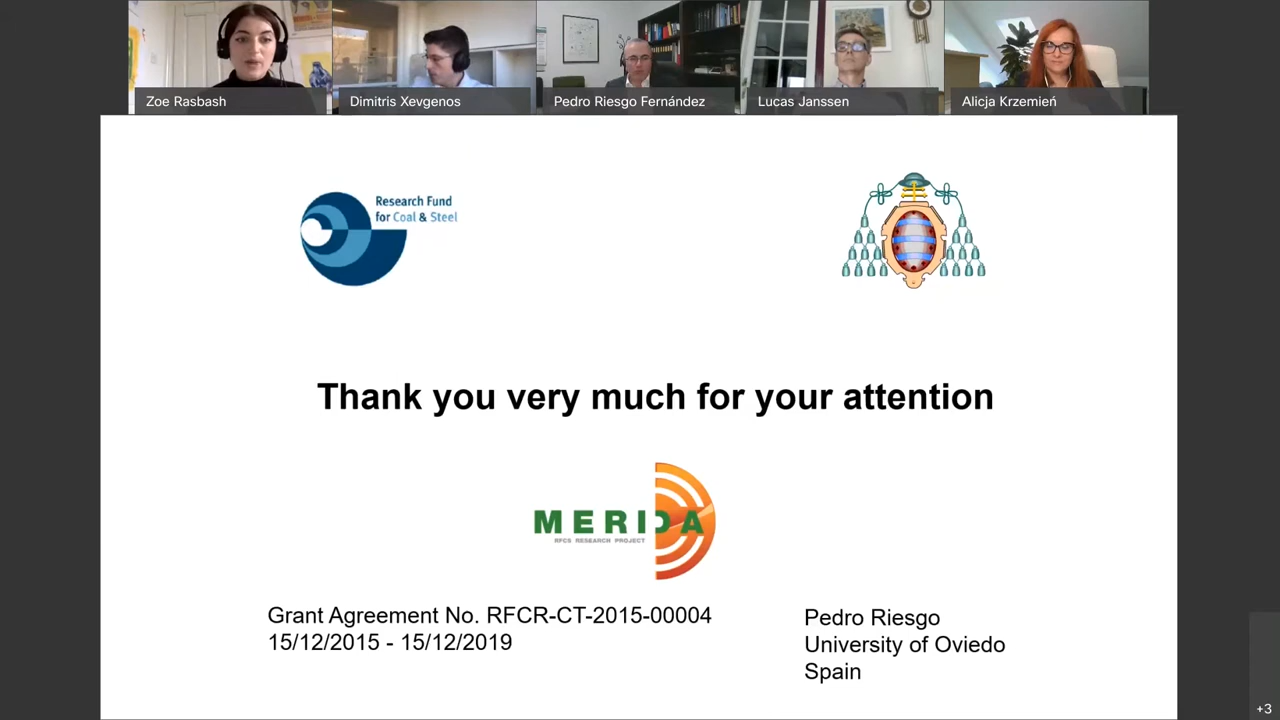 Zoe Rasbash
Dimitris Xevgenos
Pedro Riesgo Fernández
Lucas Janssen
Alicja Krzemień
Research Fund
for Coal & Steel
Thank you very much for your attention
MERIDA
RFCS RESEARCH PROJECT
Grant Agreement No. RFCR-CT-2015-00004
15/12/2015 - 15/12/2019
Pedro Riesgo
University of Oviedo
Spain
+3